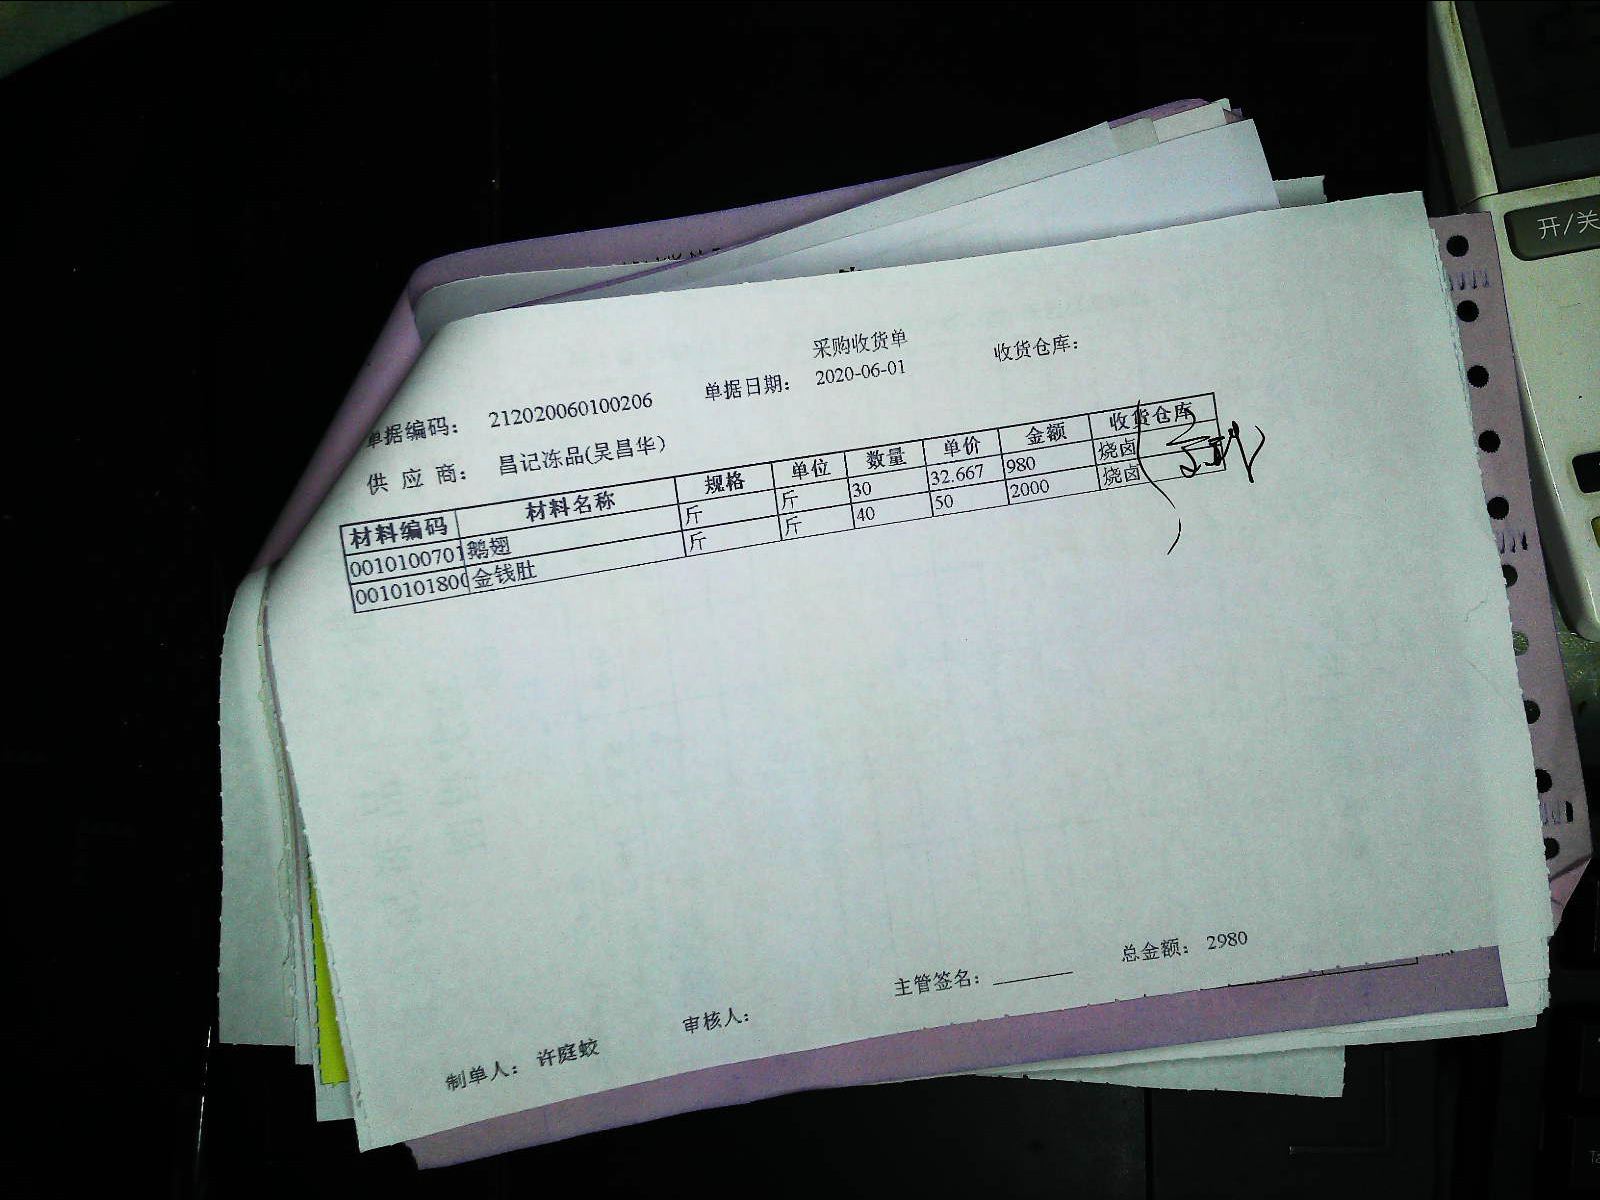 采购收货单
单据编码： 212020060100206 单据日期： 2020-06-01 收货仓库：
供 应 商： 昌记冻品(吴昌华)
材料编码 材料名称 规格 单位 数量 单价 金额 收货仓库
0010100701 鹅翅 斤 斤 30 32.667 980 烧卤
001010180 金钱肚 斤 斤 40 50 2000 烧卤
总金额： 2980
主管签名：
审核人：
制单人： 许庭蛟
开/关